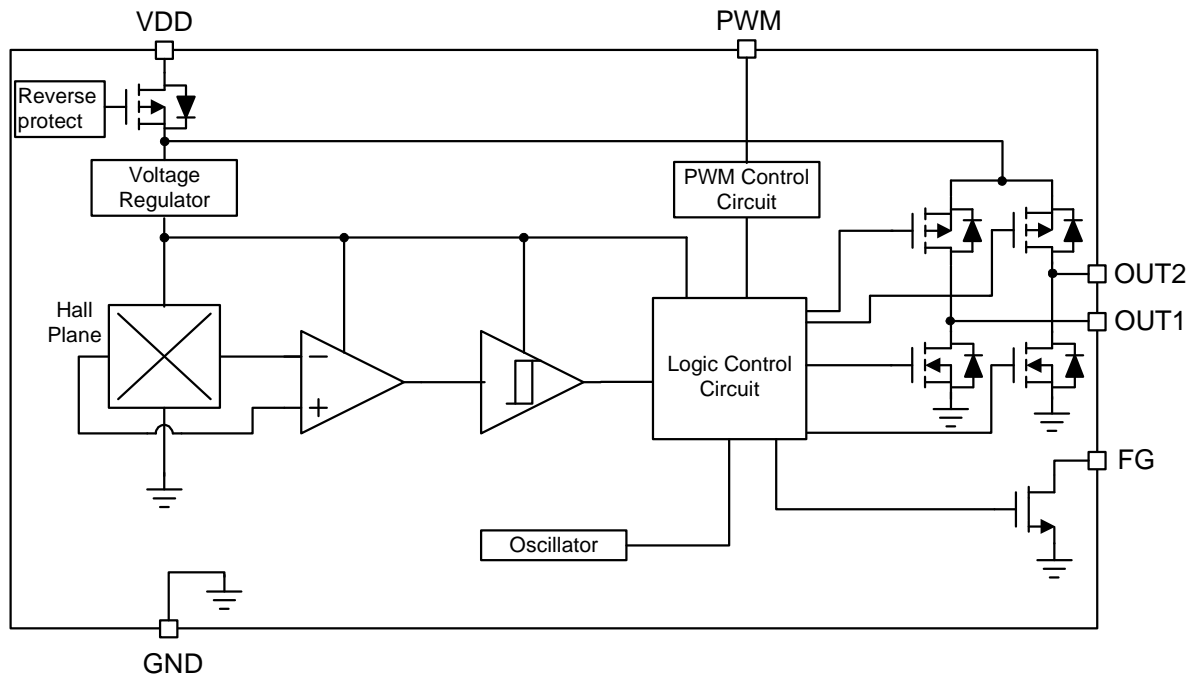 VDD
PWM
Reverse
protect
Voltage
Regulator
PWM Control
Circuit
Hall
Plane
−
+
Logic Control
Circuit
OUT2
OUT1
FG
Oscillator
GND